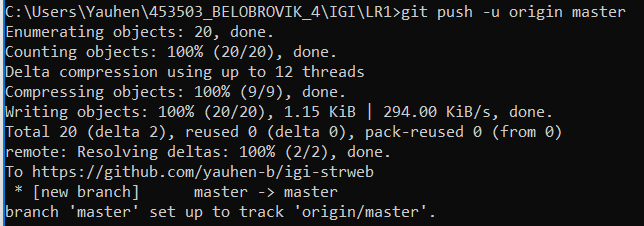 C:\Users\Yauhen\453503_BELOBROVIK_4\IGI\LR1>git push -u origin master
Enumerating objects: 20, done.
Counting objects: 100% (20/20), done.
Delta compression using up to 12 threads
Compressing objects: 100% (9/9), done.
Writing objects: 100% (20/20), 1.15 KiB | 294.00 KiB/s, done.
Total 20 (delta 2), reused 0 (delta 0), pack-reused 0 (from 0)
remote: Resolving deltas: 100% (2/2), done.
To https://github.com/yauhen-b/igi-strweb
 * [new branch]      master -> master
branch 'master' set up to track 'origin/master'.